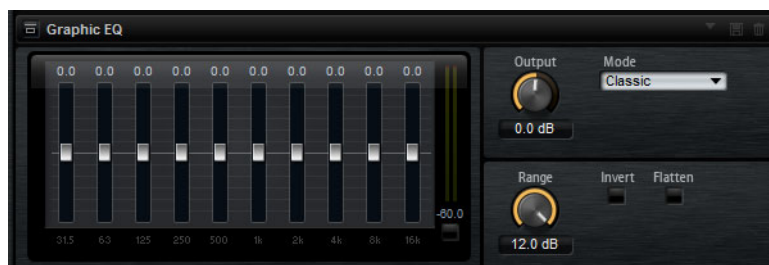 Graphic EQ
0.0 0.0 0.0 0.0 0.0 0.0 0.0 0.0 0.0 0.0
-60.0
31.5 63 125 250 500 1k 2k 4k 8k 16k
Output Mode
Classic
0.0 dB
Range Invert Flatten
12.0 dB